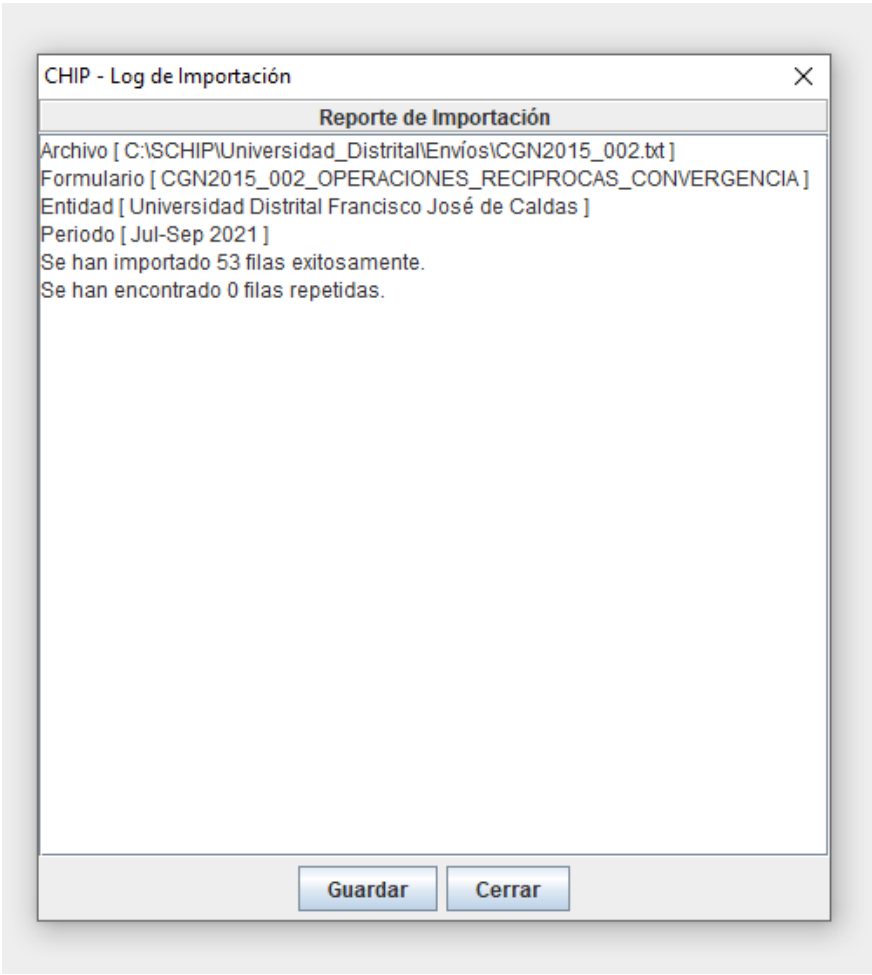 CHIP - Log de Importación
Reporte de Importación
Archivo [ C:\SCHIP\Universidad_Distrital\Envíos\CGN2015_002.txt ]
Formulario [ CGN2015_002_OPERACIONES_RECIPROCAS_CONVERGENCIA ]
Entidad [ Universidad Distrital Francisco José de Caldas ]
Periodo [ Jul-Sep 2021 ]
Se han importado 53 filas exitosamente.
Se han encontrado 0 filas repetidas.
Guardar Cerrar